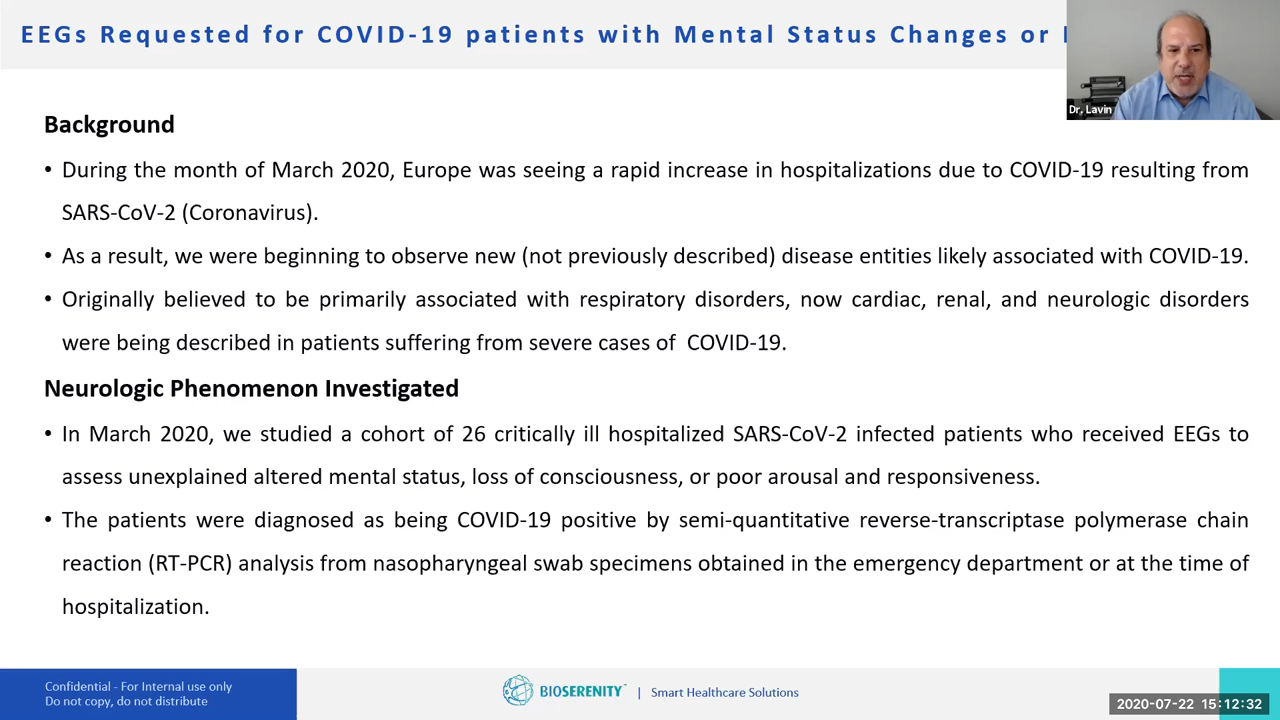 EEGs Requested for COVID-19 patients with Mental Status Changes or
Dr. Lavin
Background
• During the month of March 2020, Europe was seeing a rapid increase in hospitalizations due to COVID-19 resulting from
SARS-CoV-2 (Coronavirus).
• As a result, we were beginning to observe new (not previously described) disease entities likely associated with COVID-19.
• Originally believed to be primarily associated with respiratory disorders, now cardiac, renal, and neurologic disorders
were being described in patients suffering from severe cases of COVID-19.
Neurologic Phenomenon Investigated
• In March 2020, we studied a cohort of 26 critically ill hospitalized SARS-CoV-2 infected patients who received EEGs to
assess unexplained altered mental status, loss of consciousness, or poor arousal and responsiveness.
• The patients were diagnosed as being COVID-19 positive by semi-quantitative reverse-transcriptase polymerase chain
reaction (RT-PCR) analysis from nasopharyngeal swab specimens obtained in the emergency department or at the time of
hospitalization.
Confidential - For Internal use only
Do not copy, do not distribute
BIOSERENITY | Smart Healthcare Solutions
2020-07-22 15:12:32